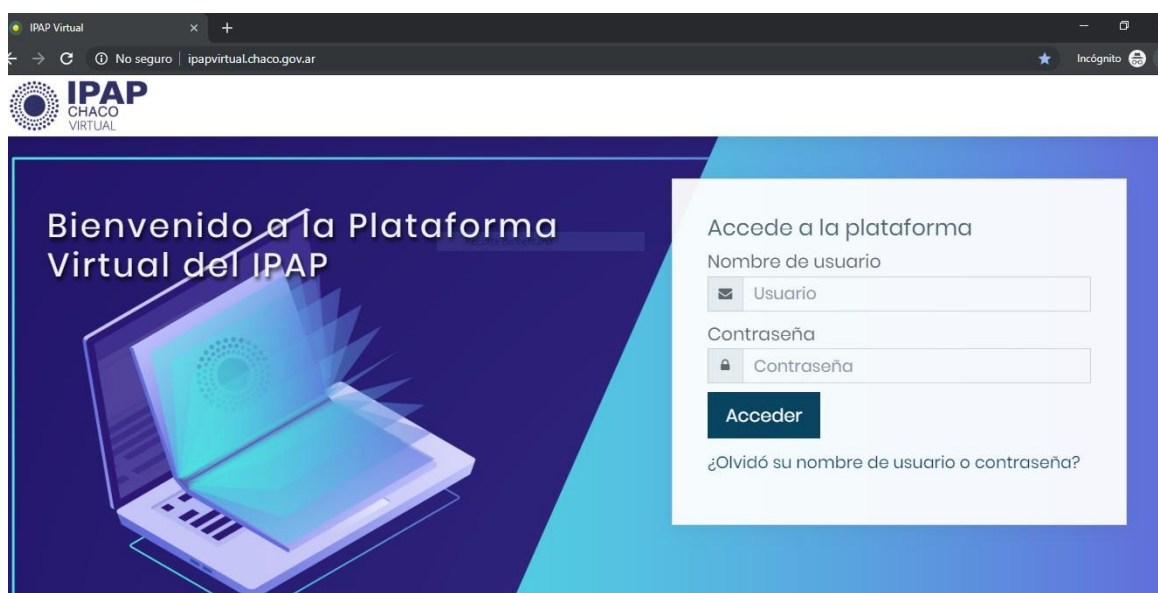 IPAP Virtual
No seguro | ipapvirtual.chaco.gov.ar
Incógnito
IPAP
CHACO
VIRTUAL
Bienvenido a la Plataforma
Virtual del IPAP
Accede a la plataforma
Nombre de usuario
Usuario
Contraseña
Contraseña
Acceder
¿Olvidó su nombre de usuario o contraseña?